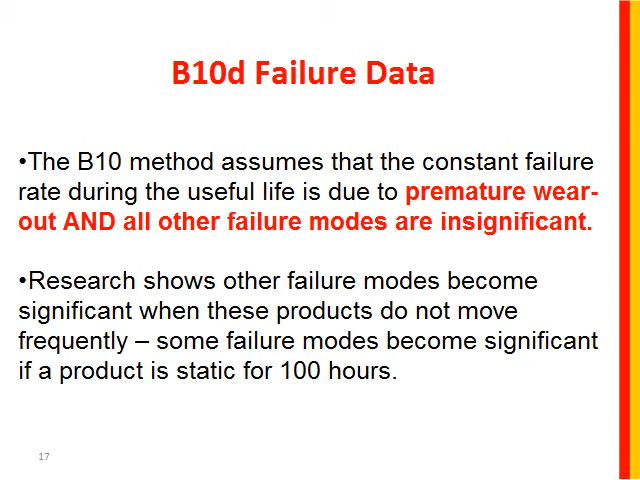 B10d Failure Data
•The B10 method assumes that the constant failure
rate during the useful life is due to premature wear-
out AND all other failure modes are insignificant.
•Research shows other failure modes become
significant when these products do not move
frequently – some failure modes become significant
if a product is static for 100 hours.
17